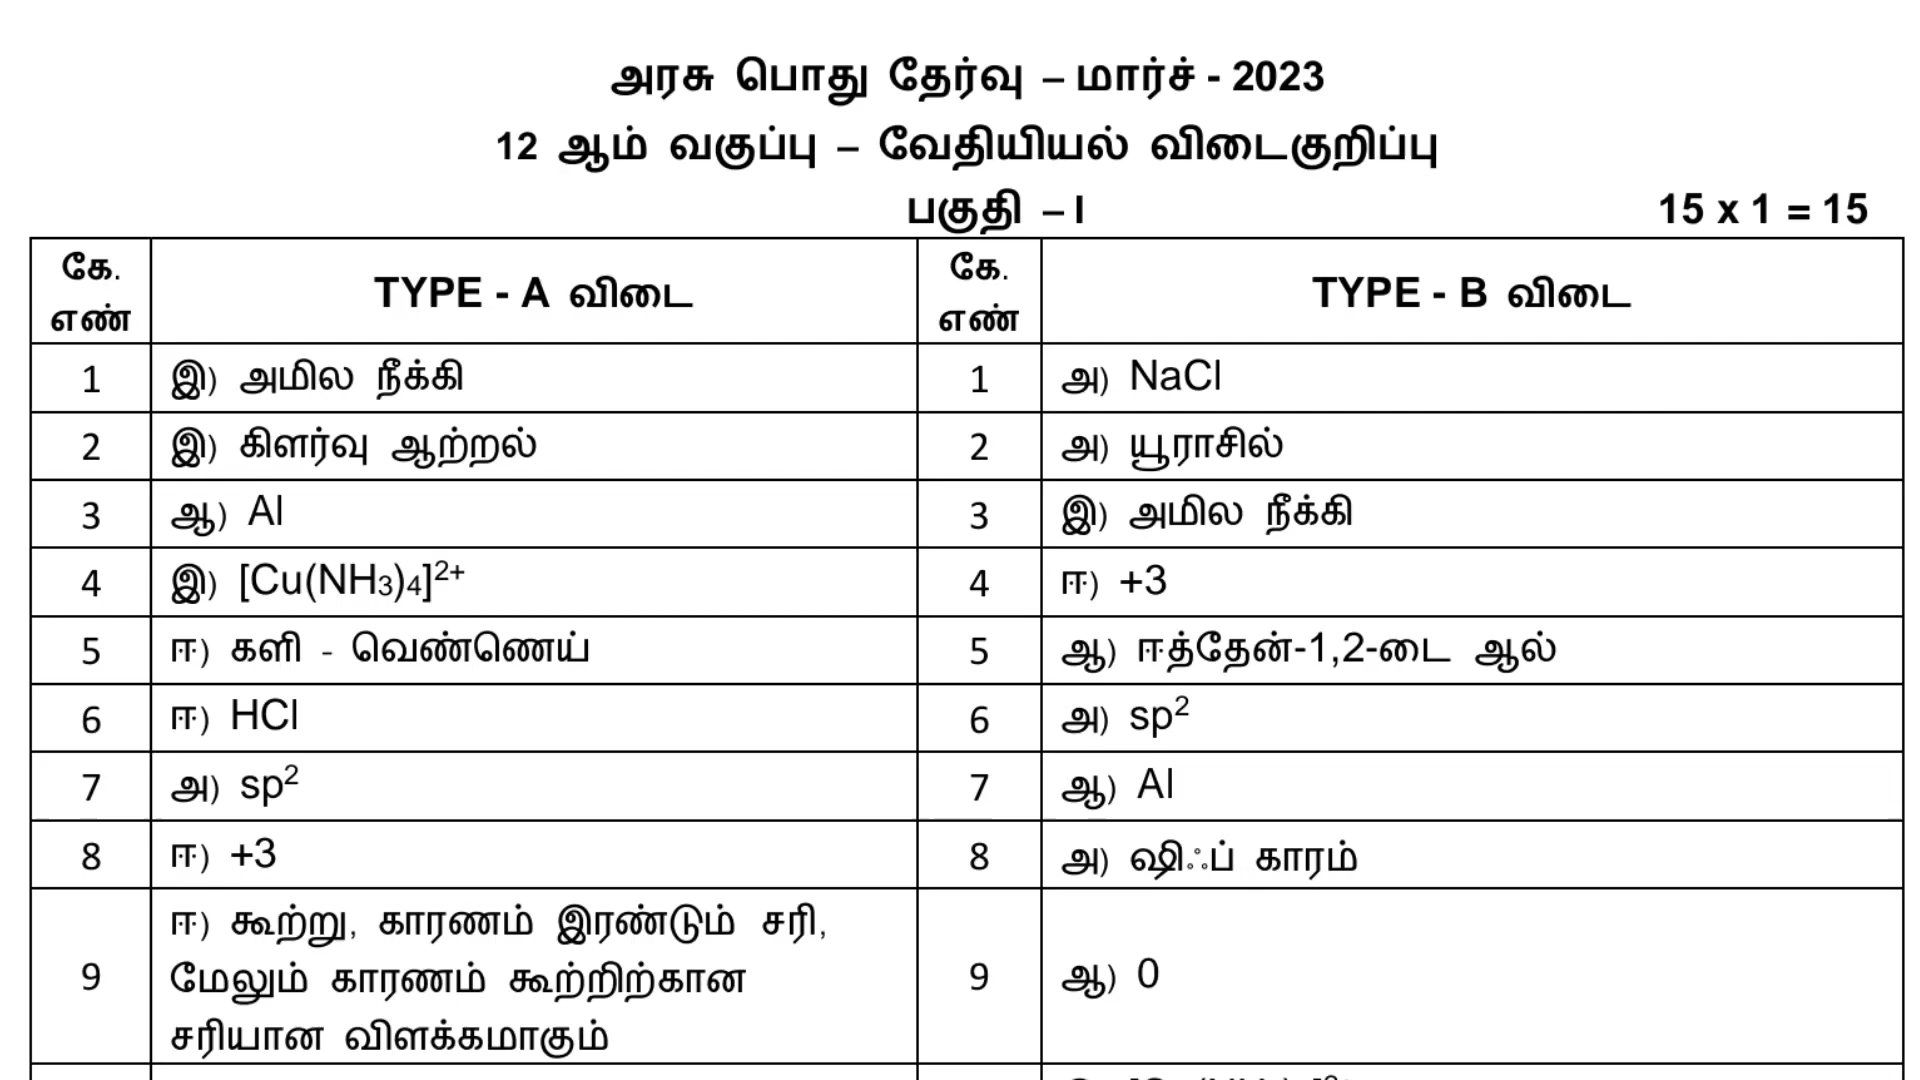 அரசு பொது தேர்வு – மார்ச் - 2023
12 ஆம் வகுப்பு – வேதியியல் விடைகுறிப்பு
பகுதி – I 15 x 1 = 15
கே. எண் TYPE - A விடை கே. எண் TYPE - B விடை
1 இ) அமில நீக்கி 1 அ) NaCl
2 இ) கிளர்வு ஆற்றல் 2 அ) யூராசில்
3 ஆ) Al 3 இ) அமில நீக்கி
4 இ) [Cu(NH₃)₄]²⁺ 4 ஈ) +3
5 ஈ) களி - வெண்ணெய் 5 ஆ) ஈத்தேன்-1,2-டை ஆல்
6 ஈ) HCl 6 அ) sp²
7 அ) sp² 7 ஆ) Al
8 ஈ) +3 8 அ) ஷிஃப் காரம்
ஈ) கூற்று, காரணம் இரண்டும் சரி,
9 மேலும் காரணம் கூற்றிற்கான 9 ஆ) 0
சரியான விளக்கமாகும்